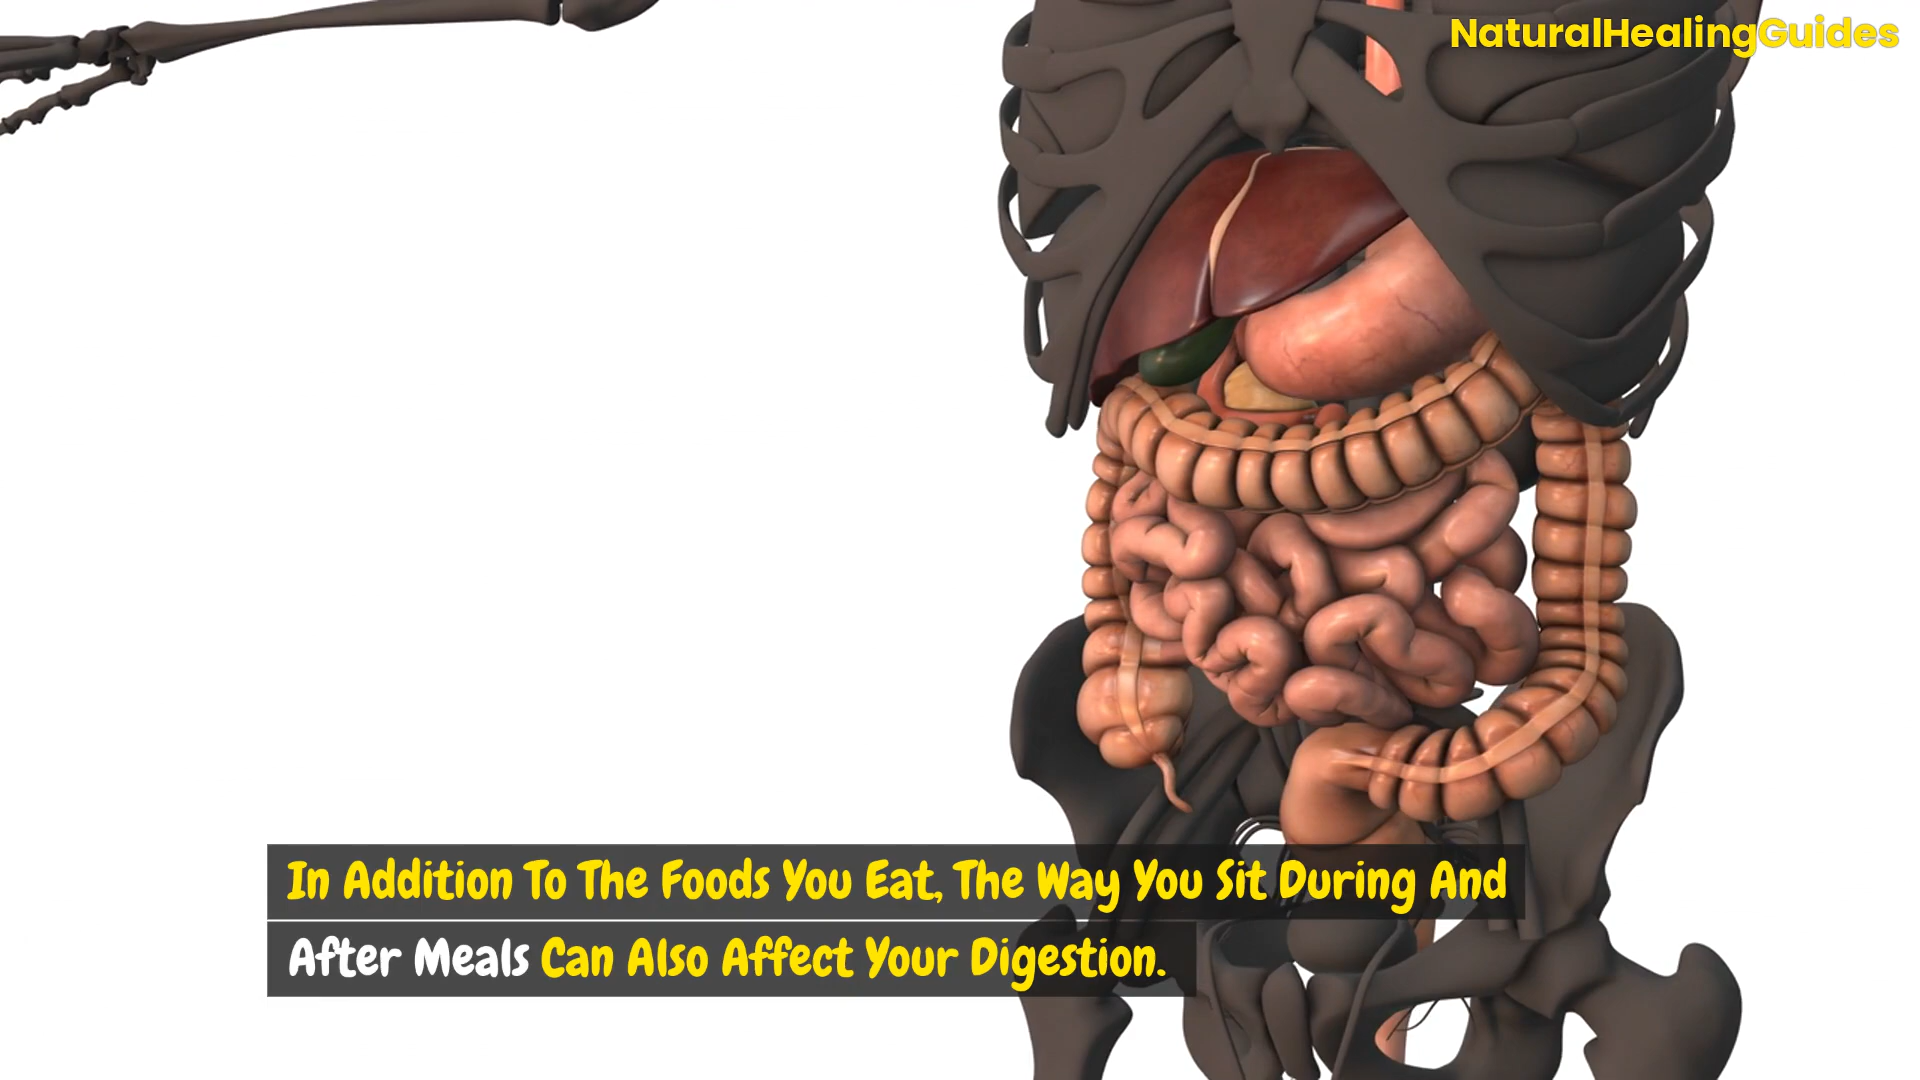 NaturalHealingGuides
In Addition To The Foods You Eat, The Way You Sit During And
After Meals Can Also Affect Your Digestion.